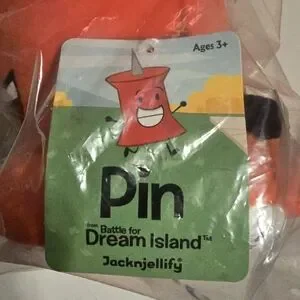 Ages 3+
Pin
from Battle for
Dream island™
Jacknjellify